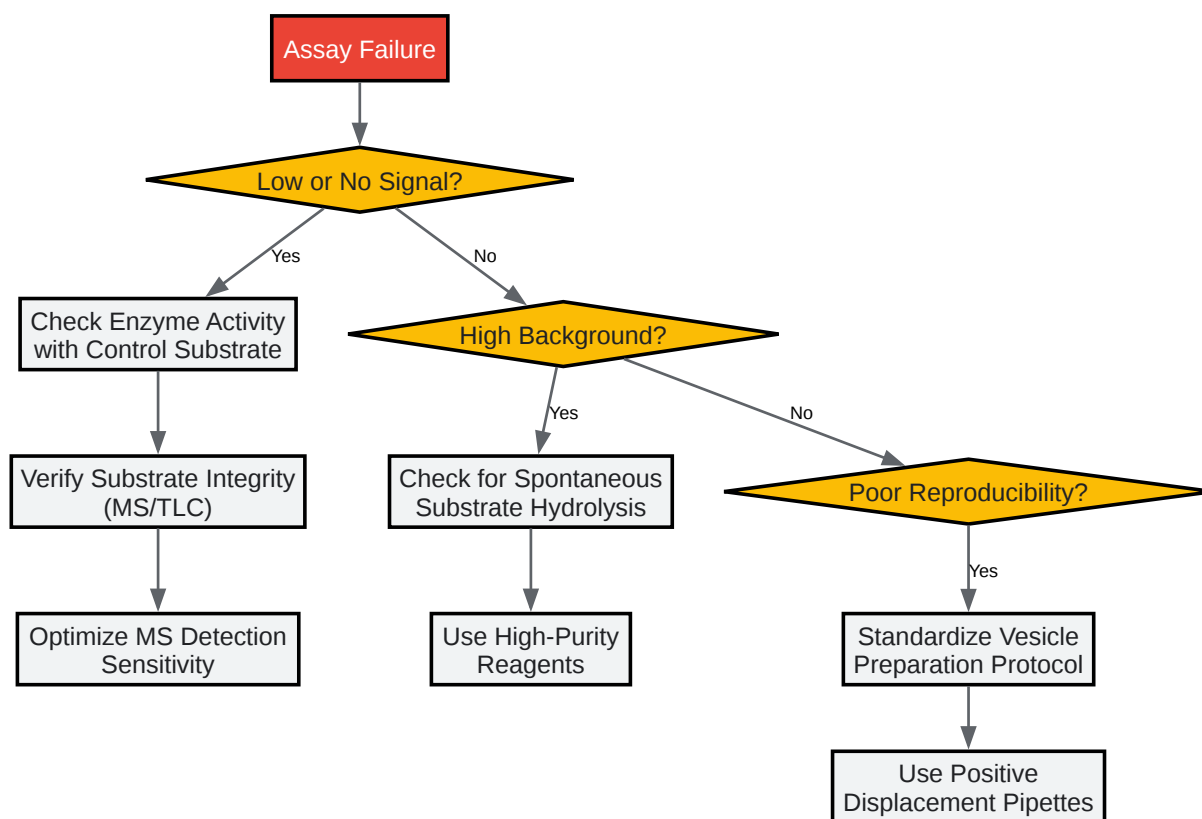 Assay Failure
Low or No Signal?
Yes
No
Check Enzyme Activity
with Control Substrate
High Background?
Yes
No
Verify Substrate Integrity
(MS/TLC)
Check for Spontaneous
Substrate Hydrolysis
Poor Reproducibility?
Yes
Optimize MS Detection
Sensitivity
Use High-Purity
Reagents
Standardize Vesicle
Preparation Protocol
Use Positive
Displacement Pipettes